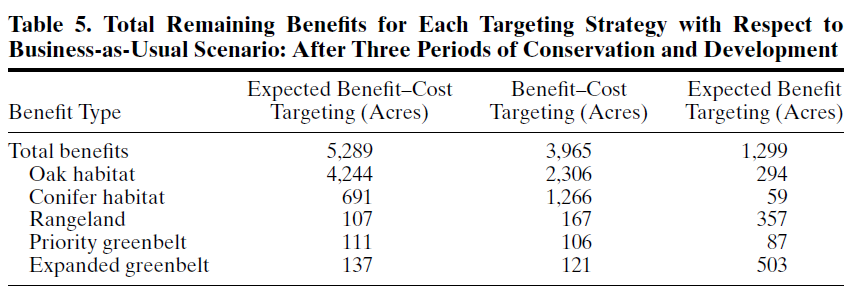 Table 5. Total Remaining Benefits for Each Targeting Strategy with Respect to
Business-as-Usual Scenario: After Three Periods of Conservation and Development
Expected Benefit–Cost Benefit–Cost Expected Benefit
Benefit Type Targeting (Acres) Targeting (Acres) Targeting (Acres)
Total benefits 5,289 3,965 1,299
Oak habitat 4,244 2,306 294
Conifer habitat 691 1,266 59
Rangeland 107 167 357
Priority greenbelt 111 106 87
Expanded greenbelt 137 121 503